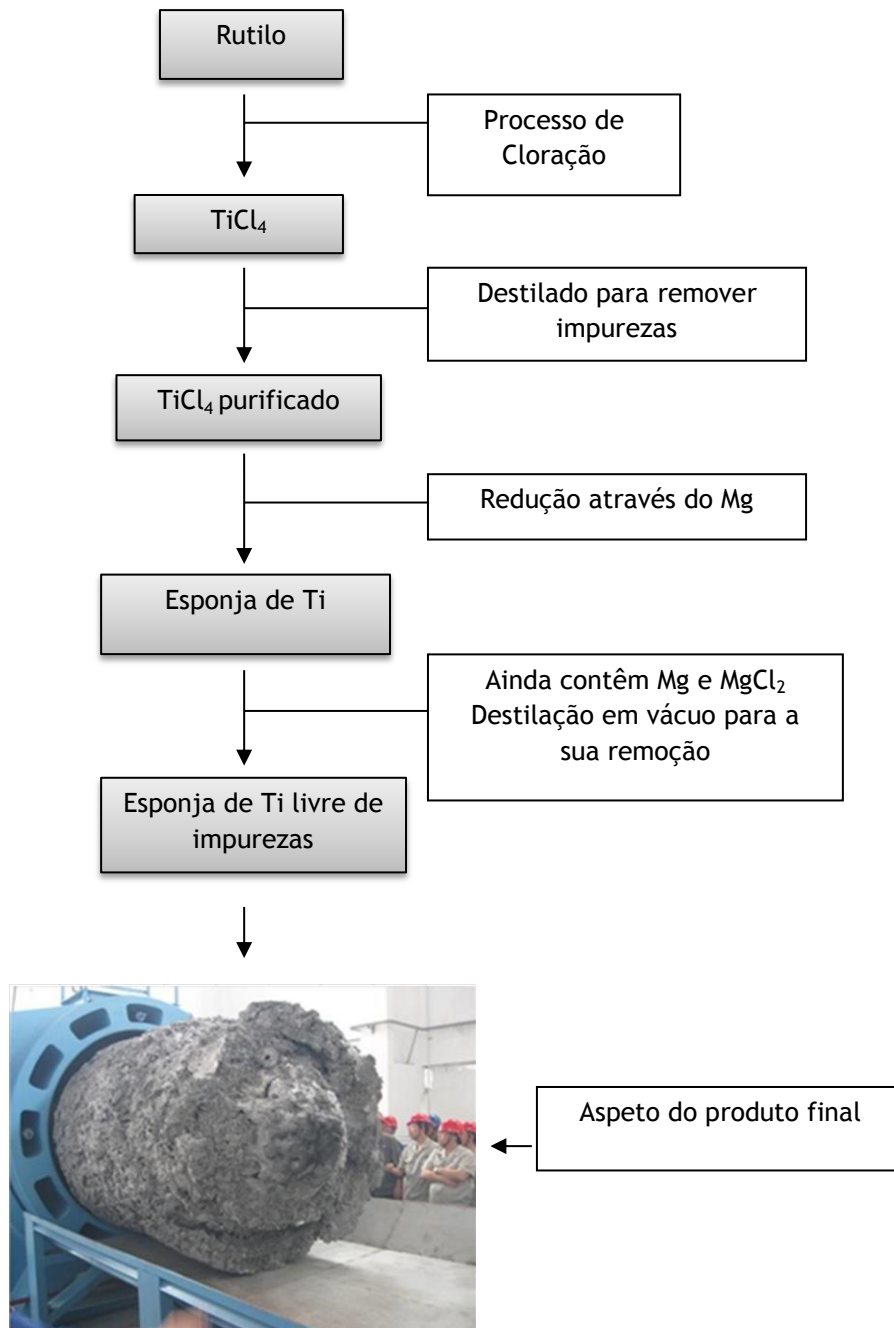 Rutilo
Processo de
Cloração
TiCl₄
Destilado para remover
impurezas
TiCl₄ purificado
Redução através do Mg
Esponja de Ti
Ainda contêm Mg e MgCl₂
Destilação em vácuo para a
sua remoção
Esponja de Ti livre de
impurezas
Aspeto do produto final